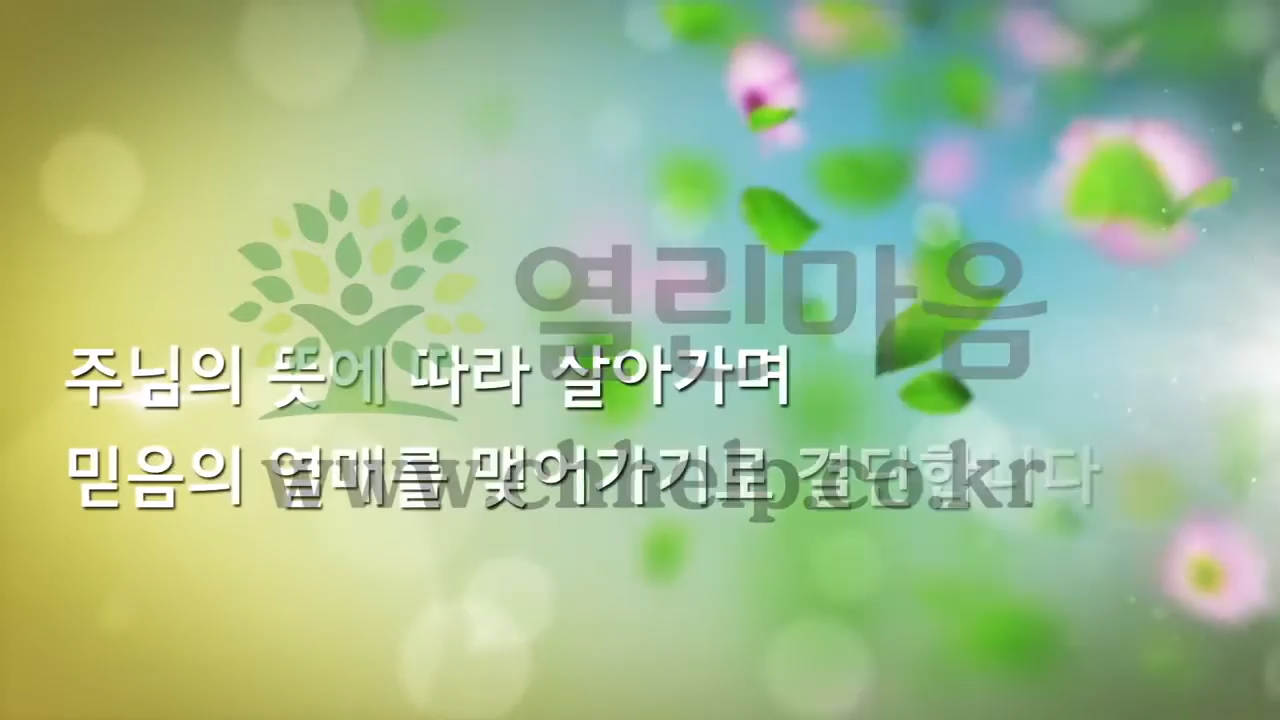 열린마음
주님의 뜻에 따라 살아가며
믿음의 열매를 맺어가기로 결단합니다
www.chhelp.co.kr